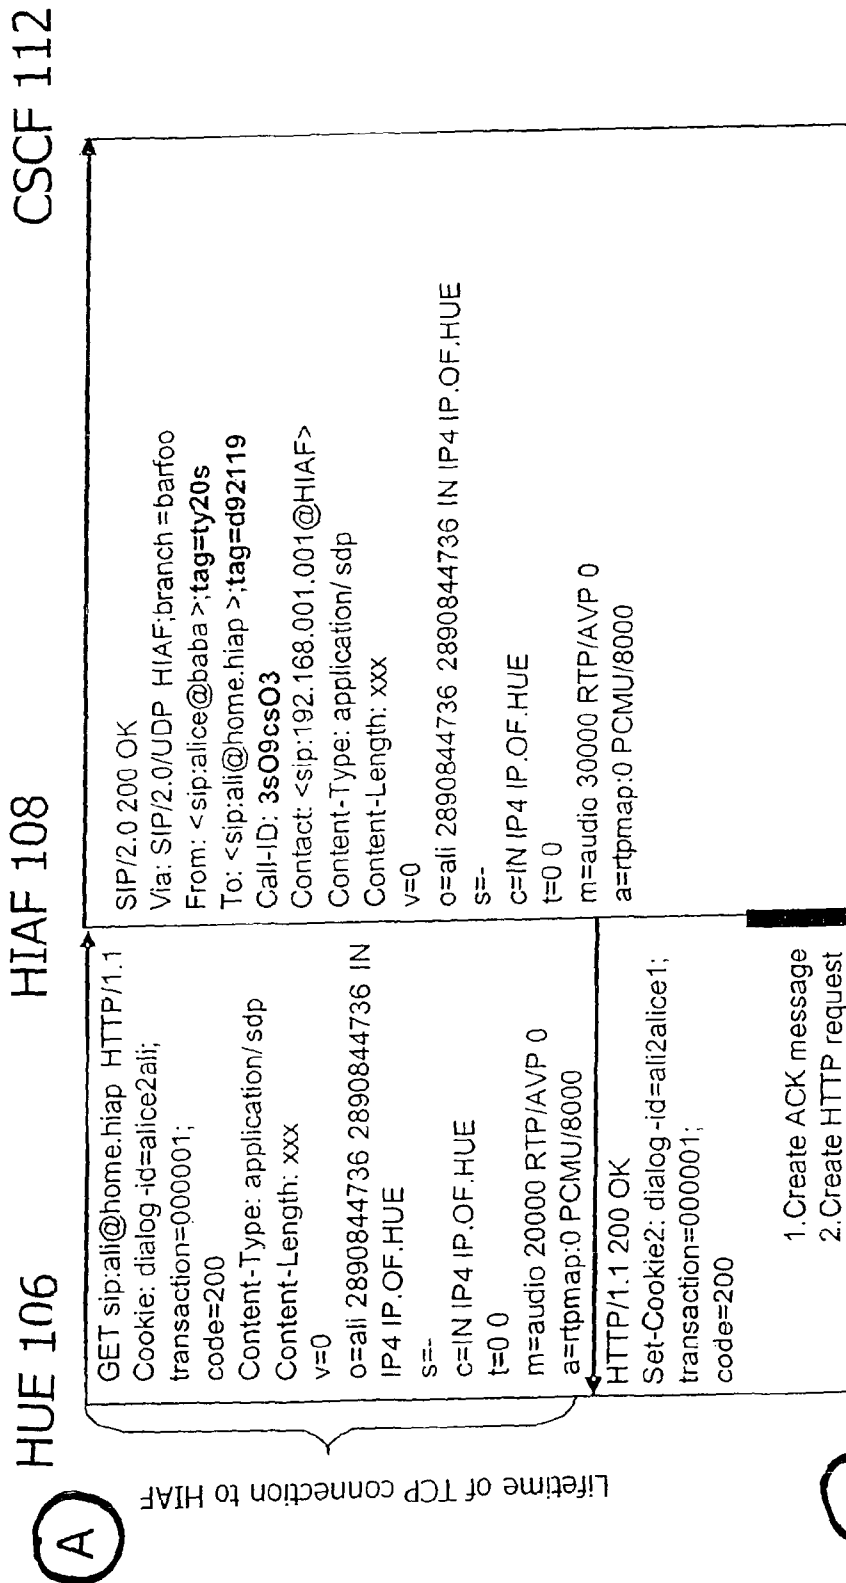 HUE 106
HIAF 108
CSCF 112
A
Lifetime of TCP connection to HIAF
GET sip:ali@home.hiap HTTP/1.1
Cookie: dialog-id=alice2ali;
transaction=000001;
code=200
Content-Type: application/sdp
Content-Length: xxx
v=0
o=ali 2890844736 2890844736 IN
IP4 IP.OF.HUE
s=-
c=IN IP4 IP.OF.HUE
t=0 0
m=audio 20000 RTP/AVP 0
a=rtpmap:0 PCMU/8000
SIP/2.0 200 OK
Via: SIP/2.0/UDP HIAF;branch=barfoo
From: <sip:alice@baba>;tag=ty20s
To: <sip:ali@home.hiap>;tag=d92119
Call-ID: 3sO9csO3
Contact: <sip:192.168.001.001@HIAF>
Content-Type: application/sdp
Content-Length: xxx
v=0
o=ali 2890844736 2890844736 IN IP4 IP.OF.HUE
s=-
c=IN IP4 IP.OF.HUE
t=0 0
m=audio 30000 RTP/AVP 0
a=rtpmap:0 PCMU/8000
HTTP/1.1 200 OK
Set-Cookie2: dialog-id=ali2alice1;
transaction=000001;
code=200
1.Create ACK message
2.Create HTTP request